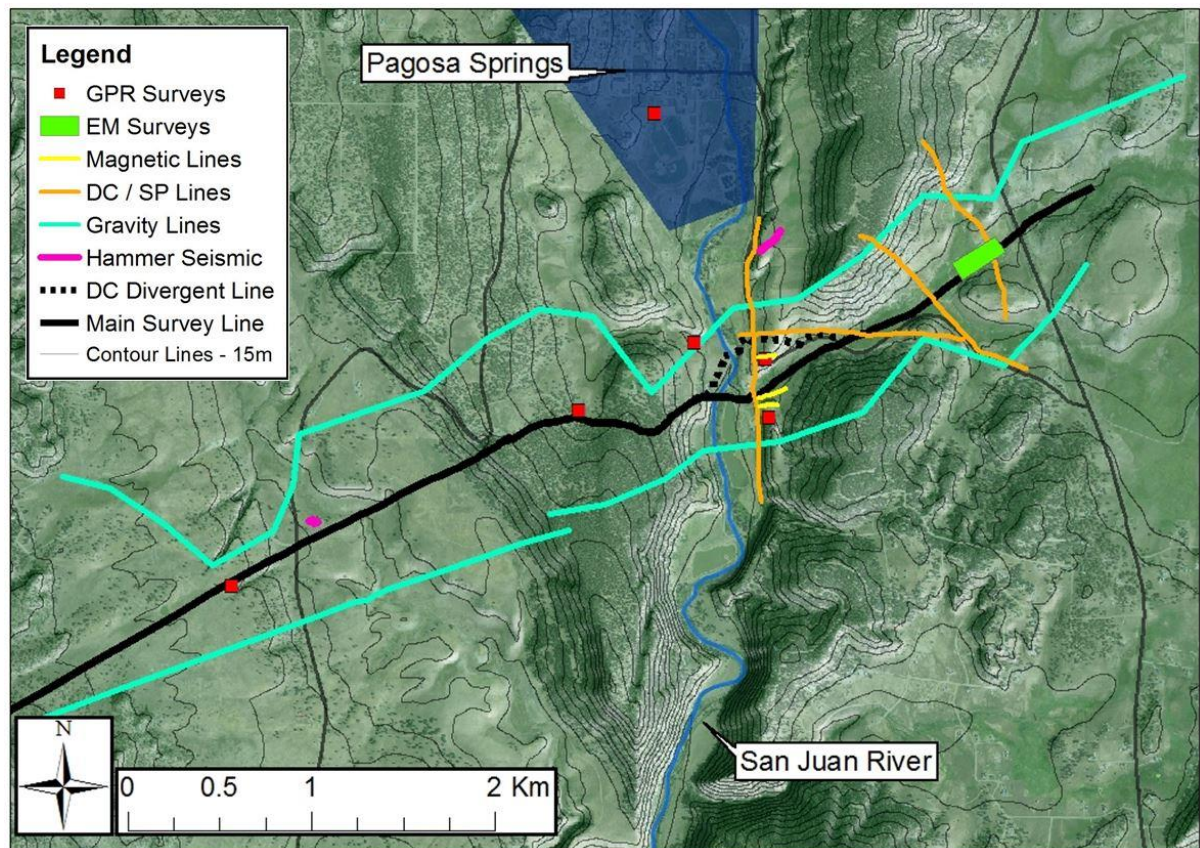 Legend
GPR Surveys
EM Surveys
Magnetic Lines
DC / SP Lines
Gravity Lines
Hammer Seismic
DC Divergent Line
Main Survey Line
Contour Lines - 15m
Pagosa Springs
San Juan River
N
0 0.5 1 2 Km